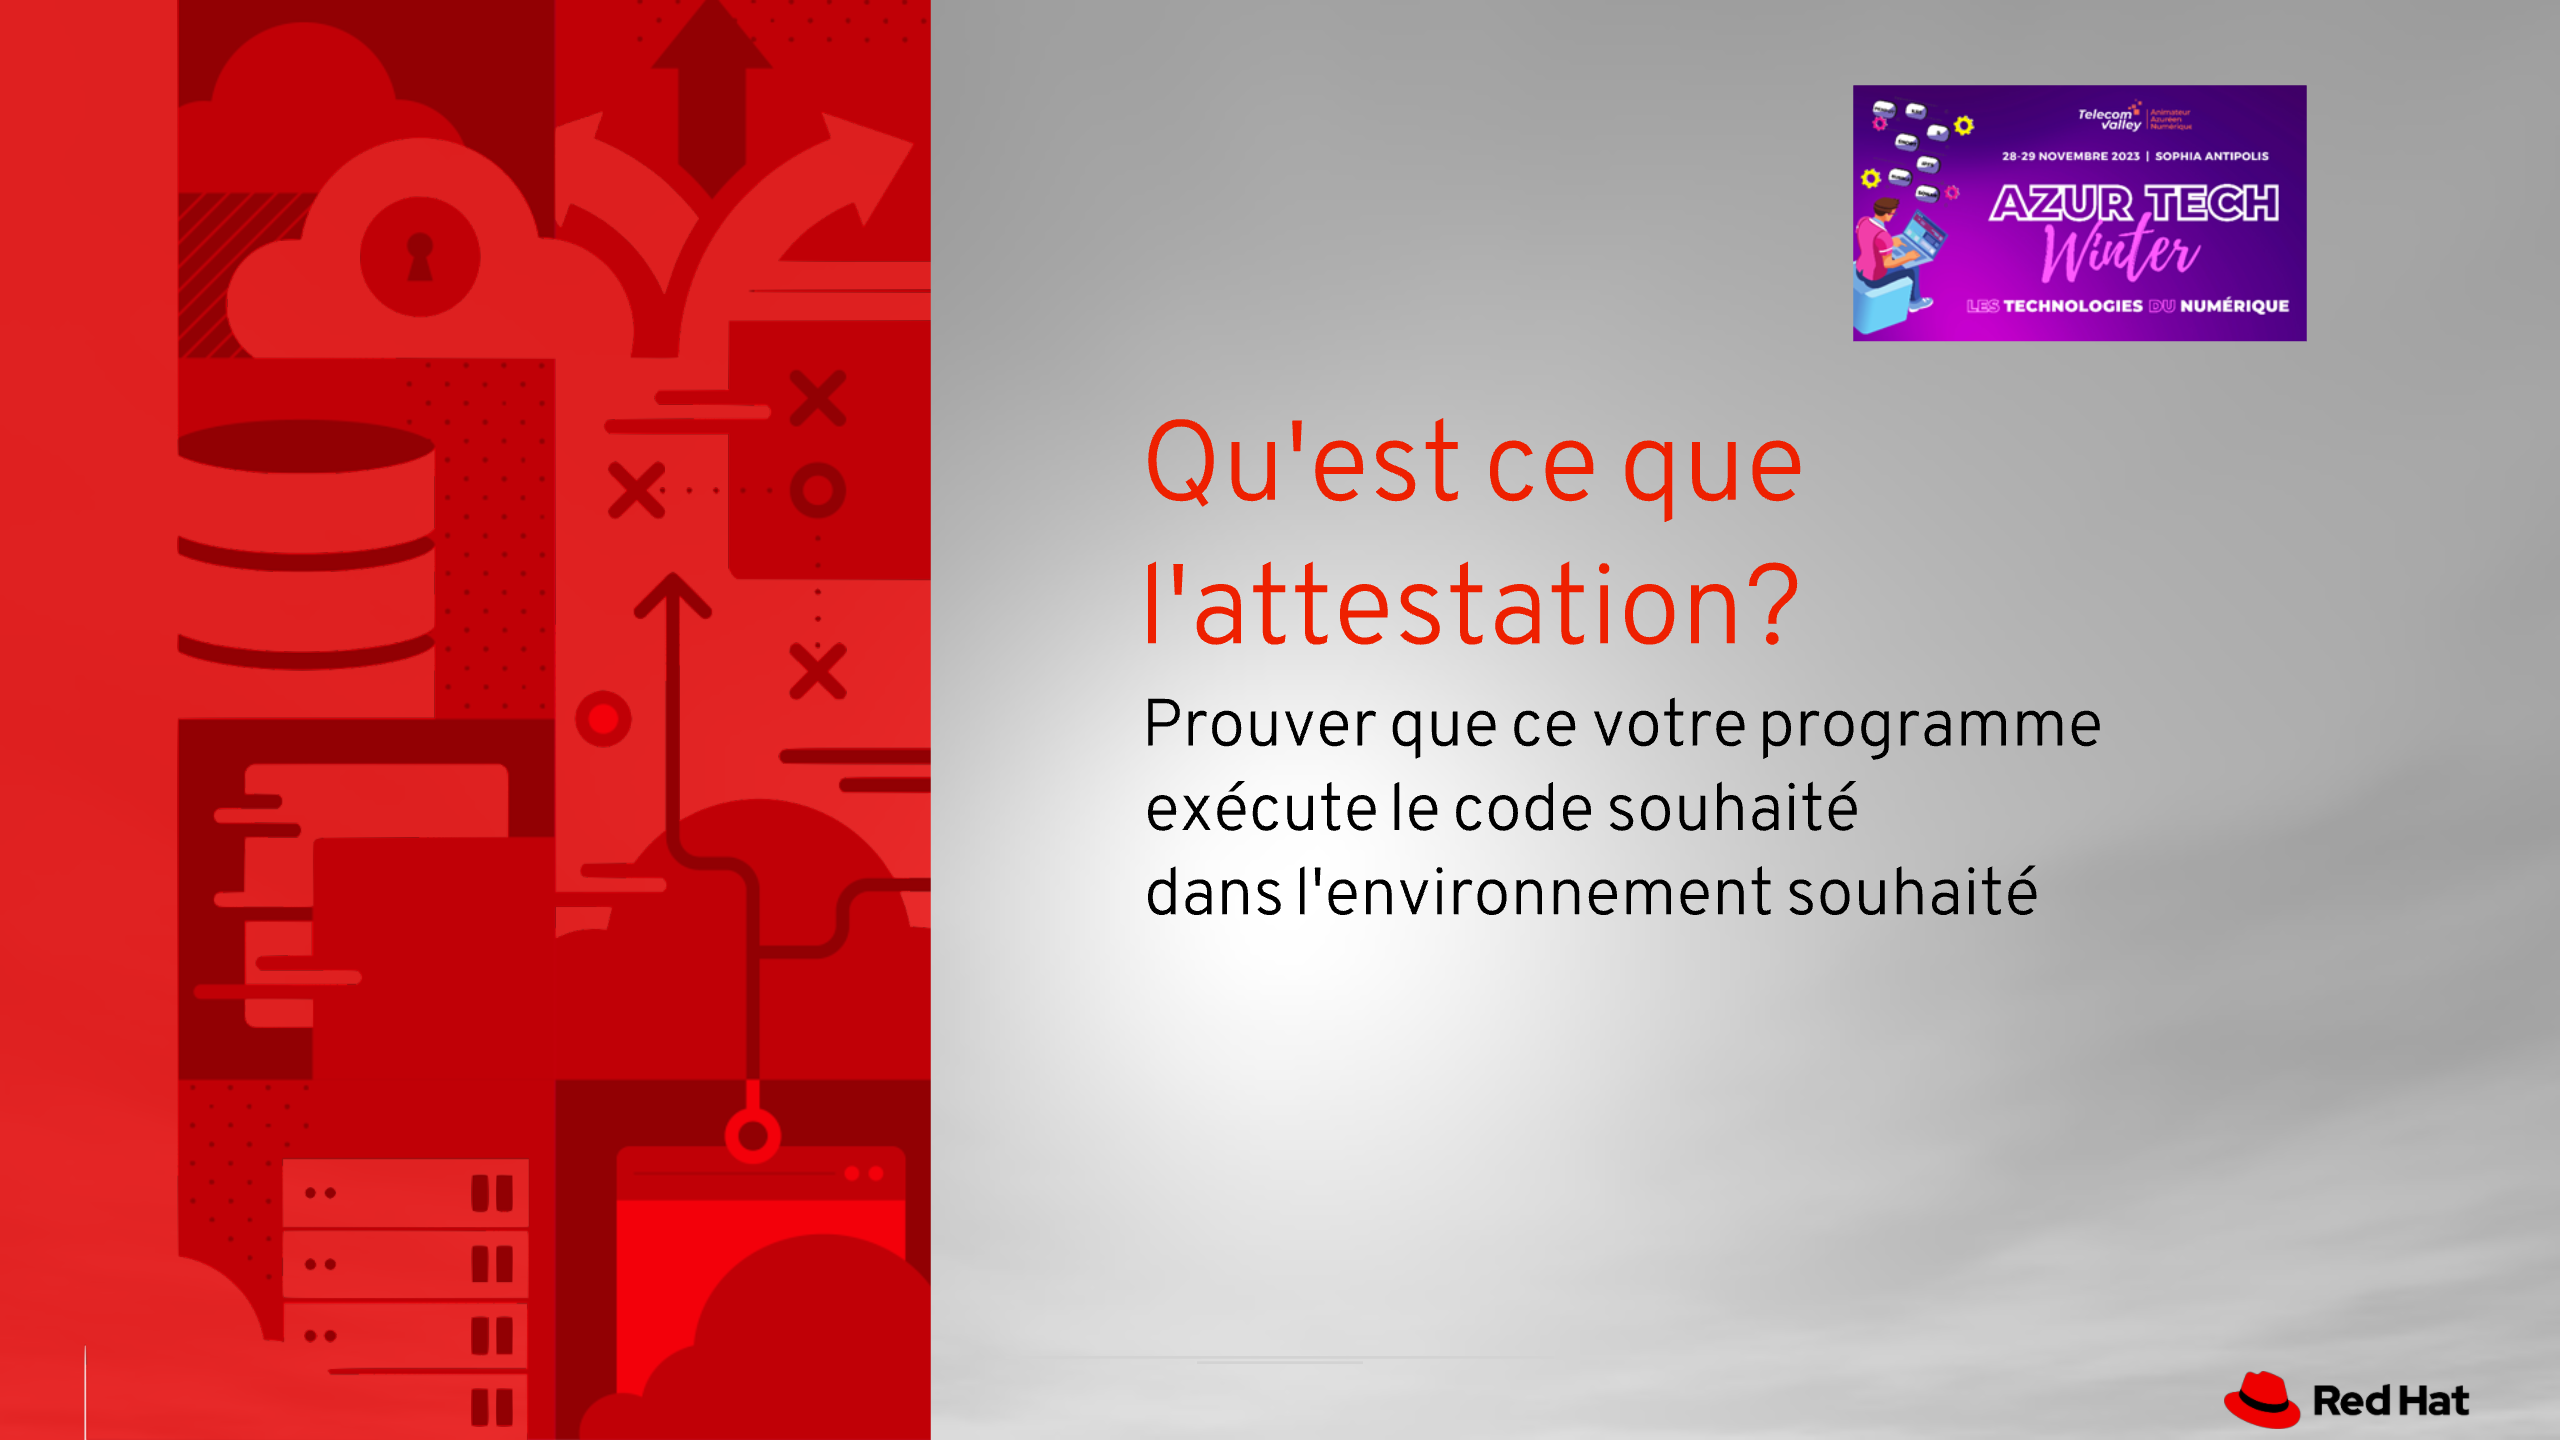 Telecom Valley
Animateur
Azuréen
Numérique
28-29 NOVEMBRE 2023 | SOPHIA ANTIPOLIS
AZUR TECH
Winter
LES TECHNOLOGIES DU NUMÉRIQUE
Qu'est ce que
l'attestation?
Prouver que ce votre programme
exécute le code souhaité
dans l'environnement souhaité
Red Hat